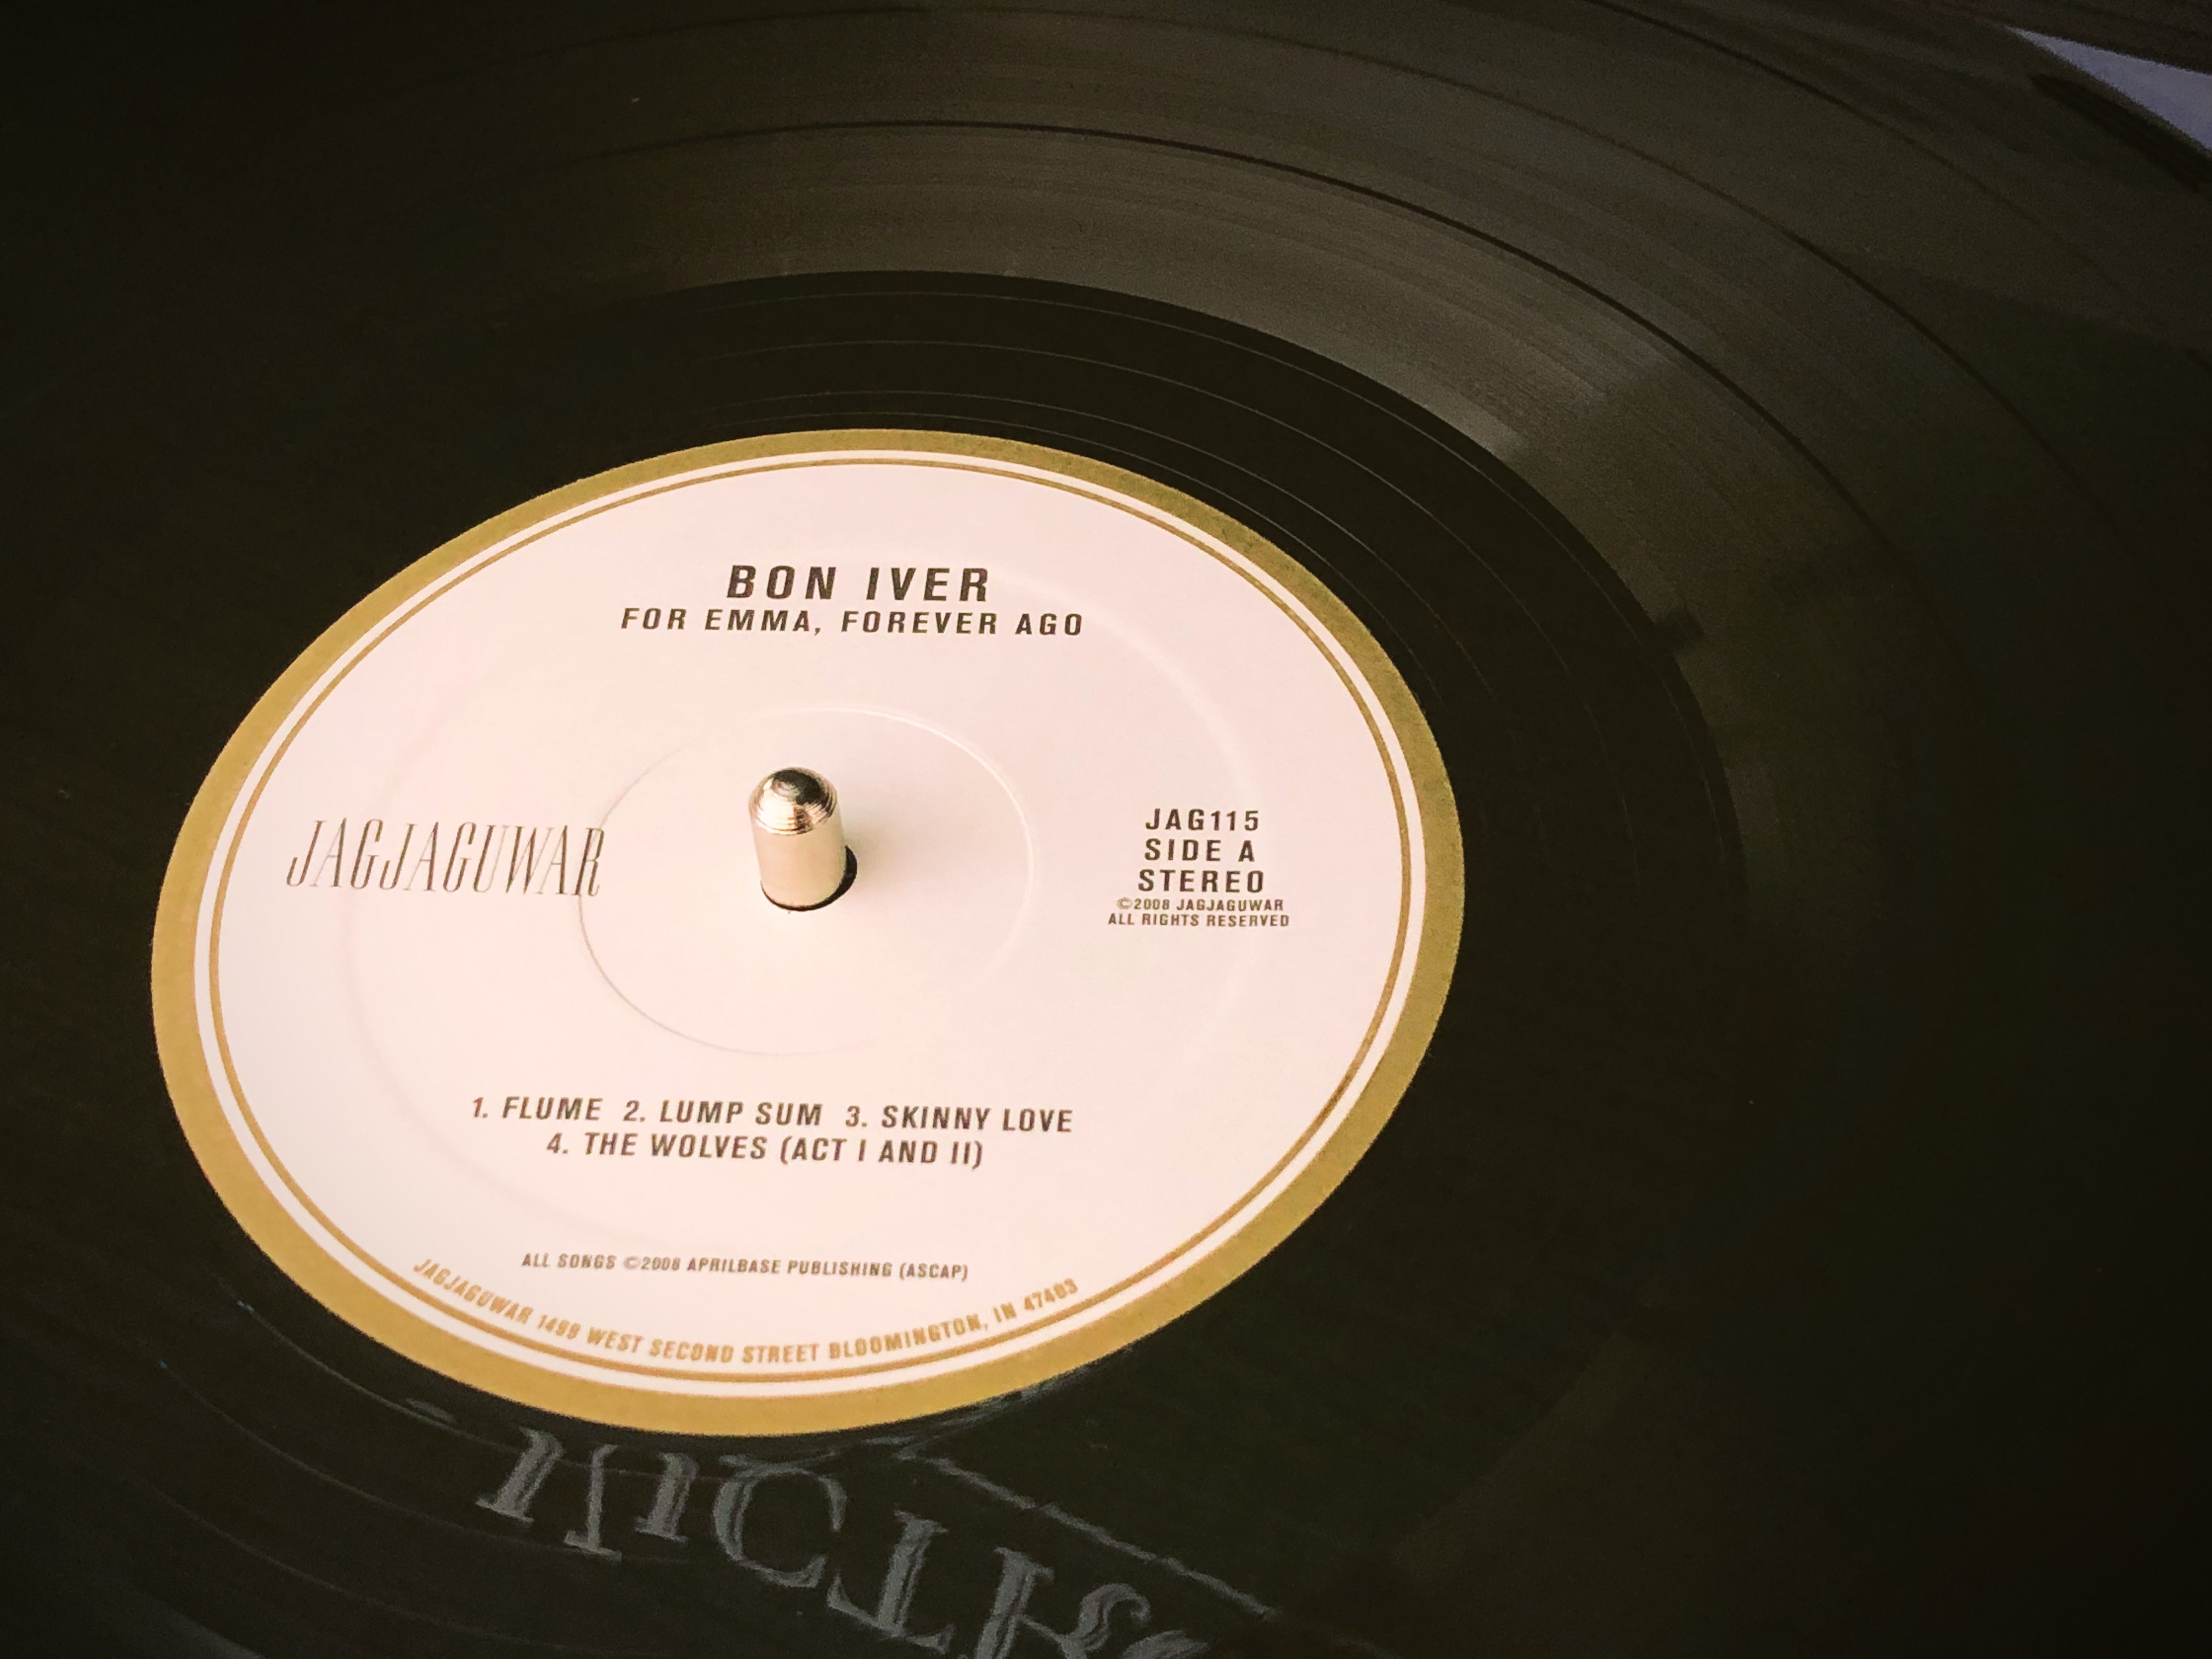 BON IVER
FOR EMMA, FOREVER AGO
JAGJAGUWAR
JAG115
SIDE A
STEREO
©2008 JAGJAGUWAR
ALL RIGHTS RESERVED
1. FLUME 2. LUMP SUM 3. SKINNY LOVE
4. THE WOLVES (ACT I AND II)
ALL SONGS ©2008 APRILBASE PUBLISHING (ASCAP)
JAGJAGUWAR 1499 WEST SECOND STREET BLOOMINGTON, IN 47403